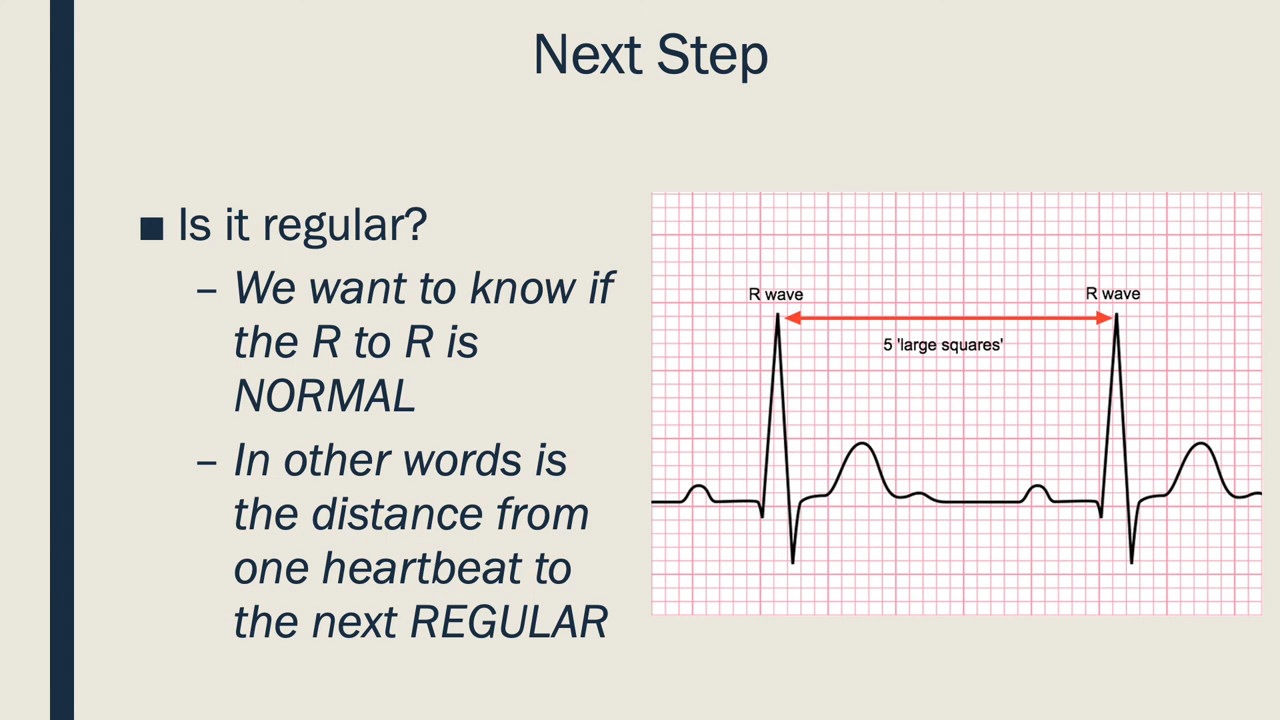 Next Step
■ Is it regular?
– We want to know if
the R to R is
NORMAL
– In other words is
the distance from
one heartbeat to
the next REGULAR
R wave
R wave
5 'large squares'